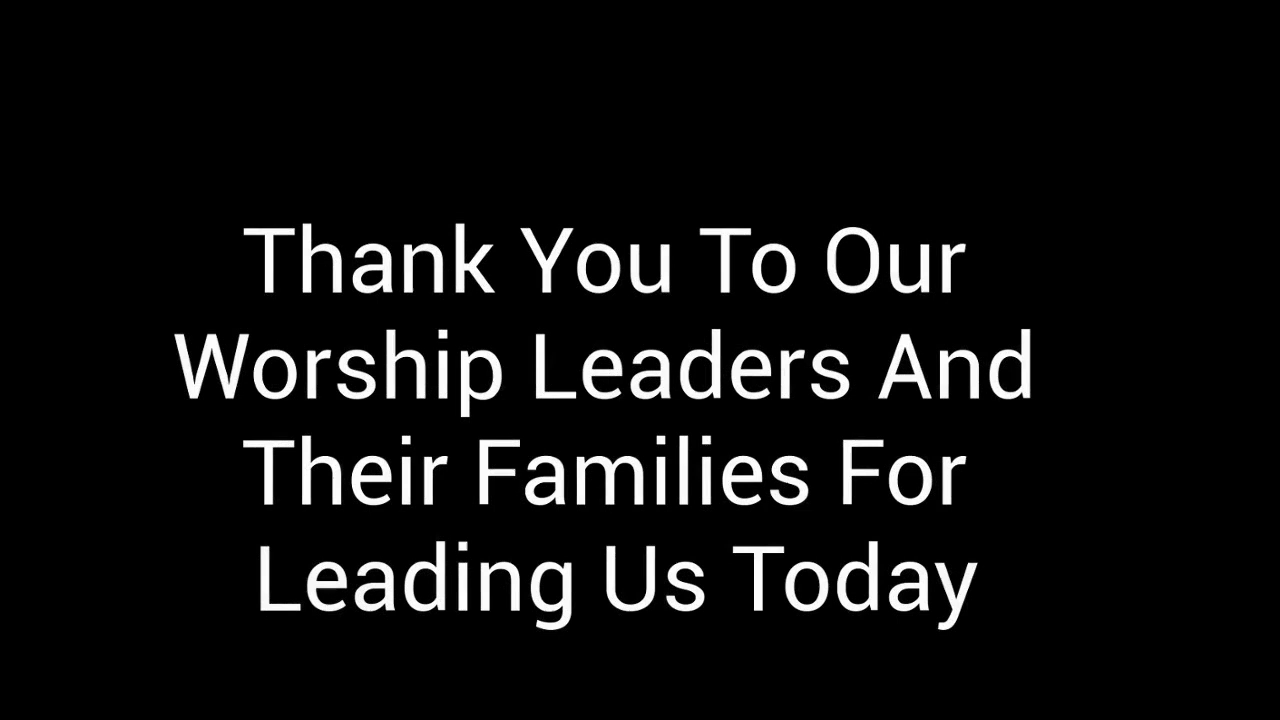 Thank You To Our
Worship Leaders And
Their Families For
Leading Us Today